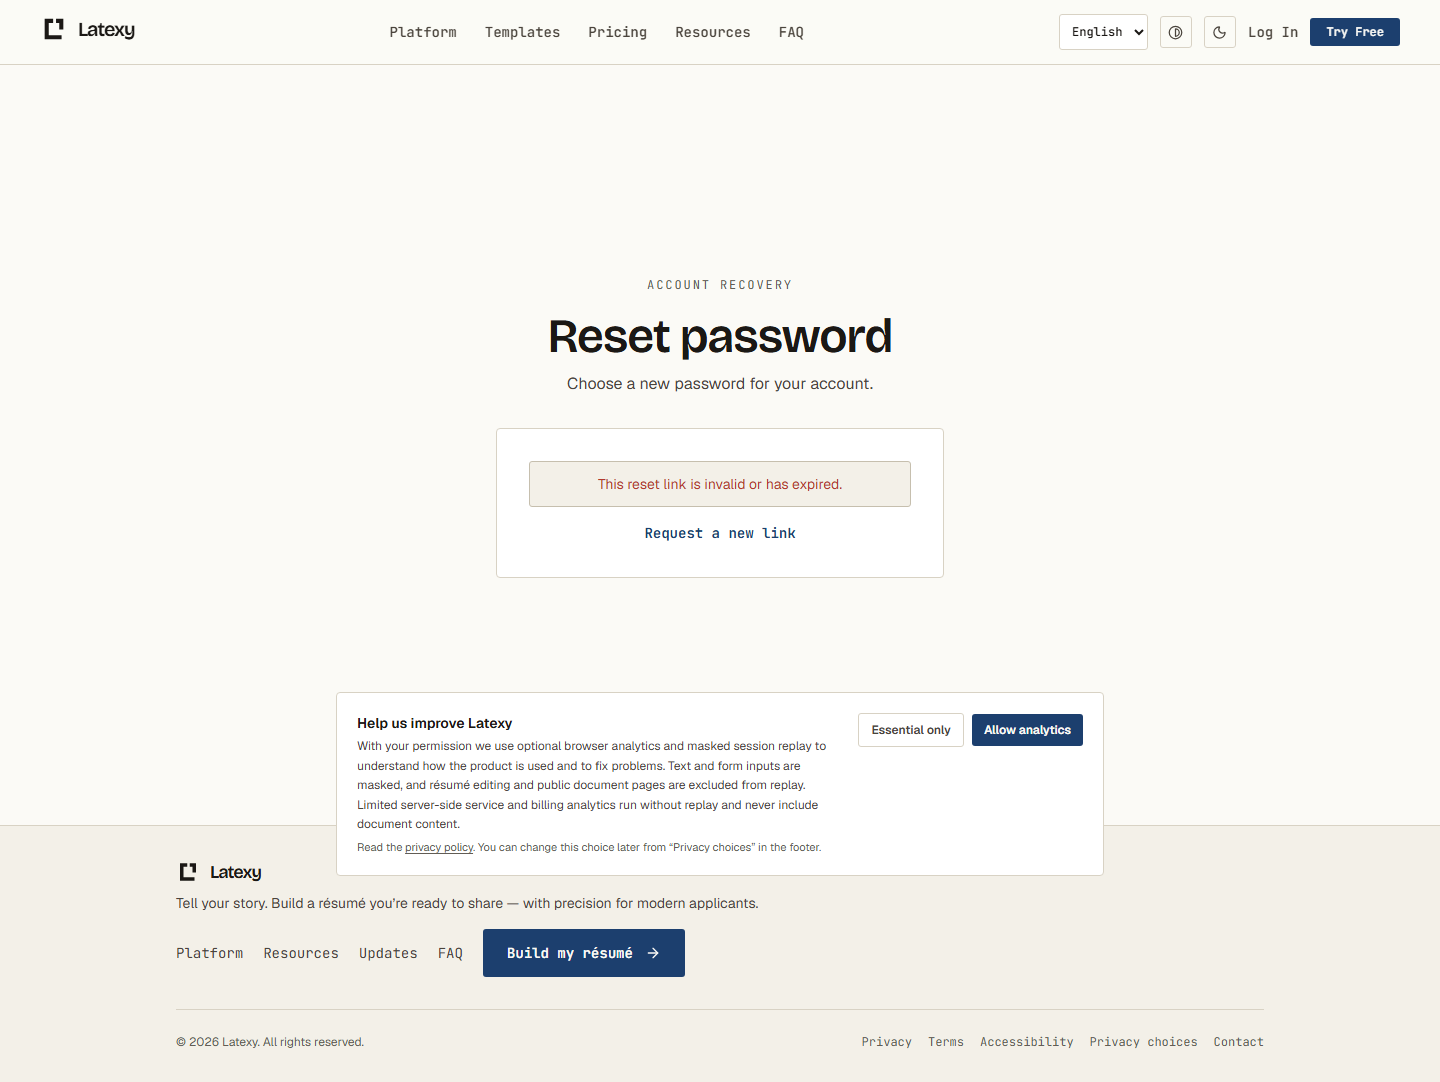 Latexy
Platform Templates Pricing Resources FAQ
English Log In Try Free
ACCOUNT RECOVERY
Reset password
Choose a new password for your account.
This reset link is invalid or has expired.
Request a new link
Help us improve Latexy
With your permission we use optional browser analytics and masked session replay to
understand how the product is used and to fix problems. Text and form inputs are
masked, and résumé editing and public document pages are excluded from replay.
Limited server-side service and billing analytics run without replay and never include
document content.
Read the privacy policy. You can change this choice later from “Privacy choices” in the footer.
Essential only Allow analytics
Latexy
Tell your story. Build a résumé you’re ready to share — with precision for modern applicants.
Platform Resources Updates FAQ Build my résumé →
© 2026 Latexy. All rights reserved.
Privacy Terms Accessibility Privacy choices Contact